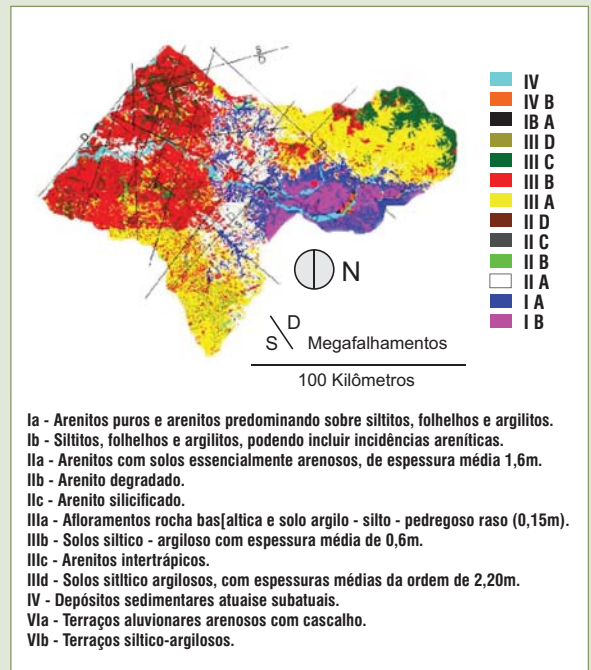 IV
IV B
IB A
III D
III C
III B
III A
II D
II C
II B
II A
I A
I B
N
D
S
Megafalhamentos
100 Kilômetros
Ia - Arenitos puros e arenitos predominando sobre siltitos, folhelhos e argilitos.
Ib - Siltitos, folhelhos e argilitos, podendo incluir incidências areníticas.
IIa - Arenitos com solos essencialmente arenosos, de espessura média 1,6m.
IIb - Arenito degradado.
IIc - Arenito silicificado.
IIIa - Afloramentos rocha bas[altica e solo argilo - silto - pedregoso raso (0,15m).
IIIb - Solos siltico - argiloso com espessura média de 0,6m.
IIIc - Arenitos intertrápicos.
IIId - Solos sitltico argilosos, com espessuras médias da ordem de 2,20m.
IV - Depósitos sedimentares atuaise subatuais.
VIa - Terraços aluvionares arenosos com cascalho.
VIb - Terraços siltico-argilosos.